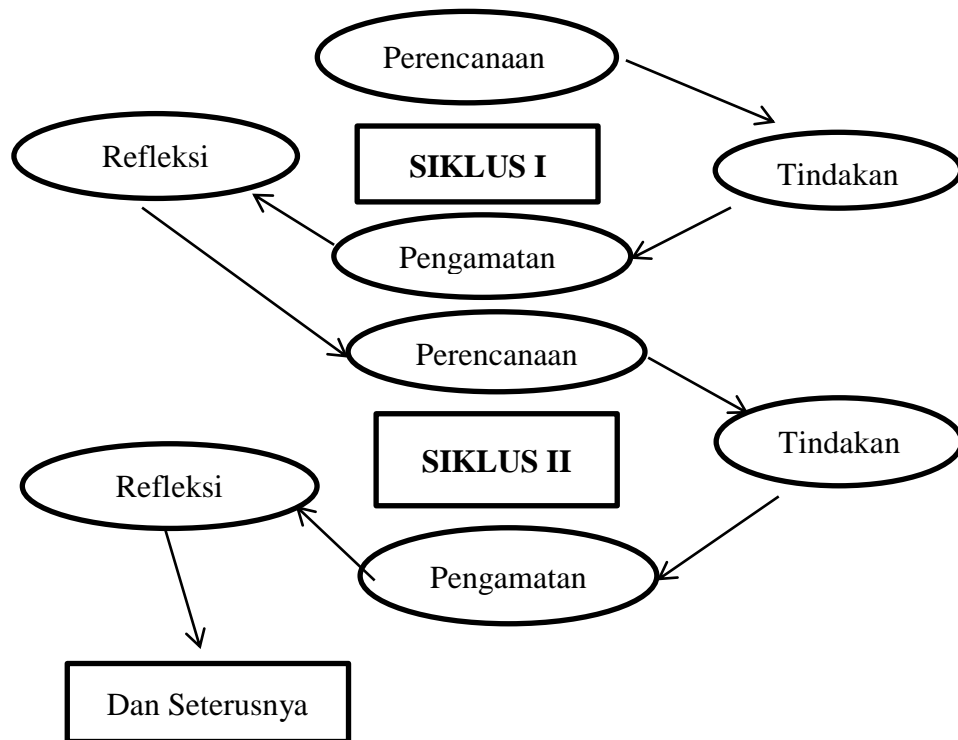 Perencanaan
Refleksi
SIKLUS I
Tindakan
Pengamatan
Perencanaan
Tindakan
SIKLUS II
Refleksi
Pengamatan
Dan Seterusnya